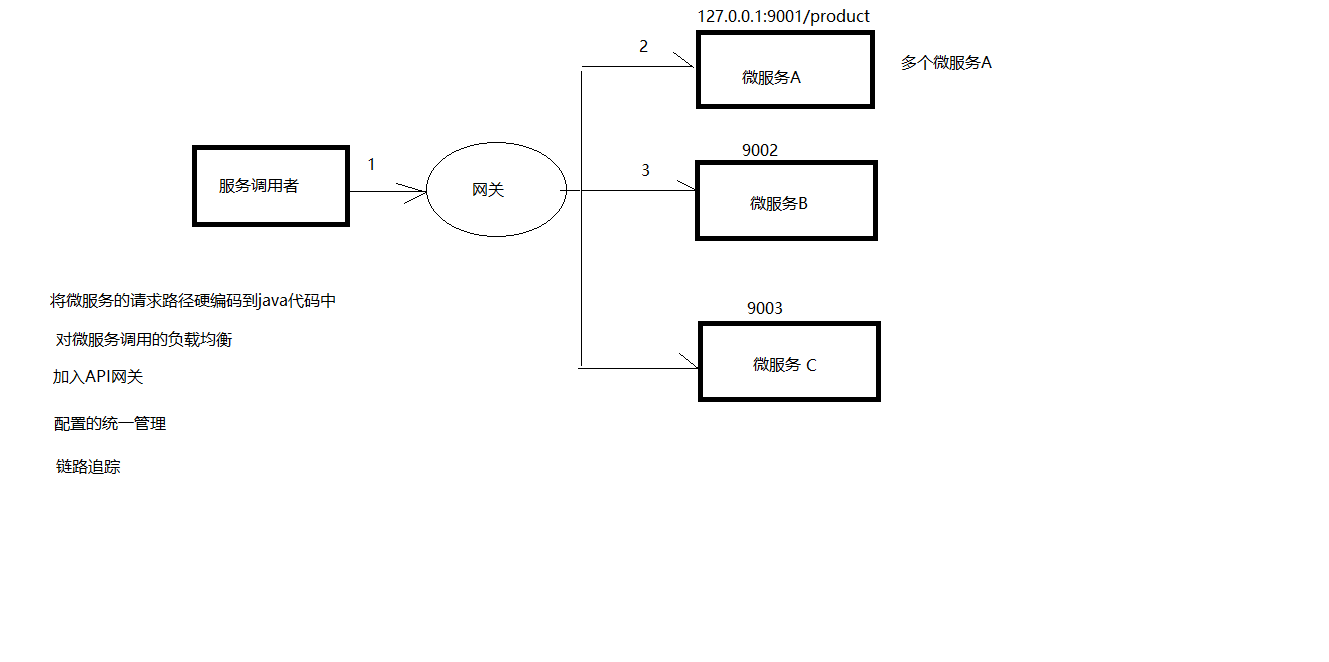 127.0.0.1:9001/product
2
微服务A
多个微服务A
1
服务调用者
网关
3
9002
微服务B
9003
微服务 C
将微服务的请求路径硬编码到java代码中
对微服务调用的负载均衡
加入API网关
配置的统一管理
链路追踪